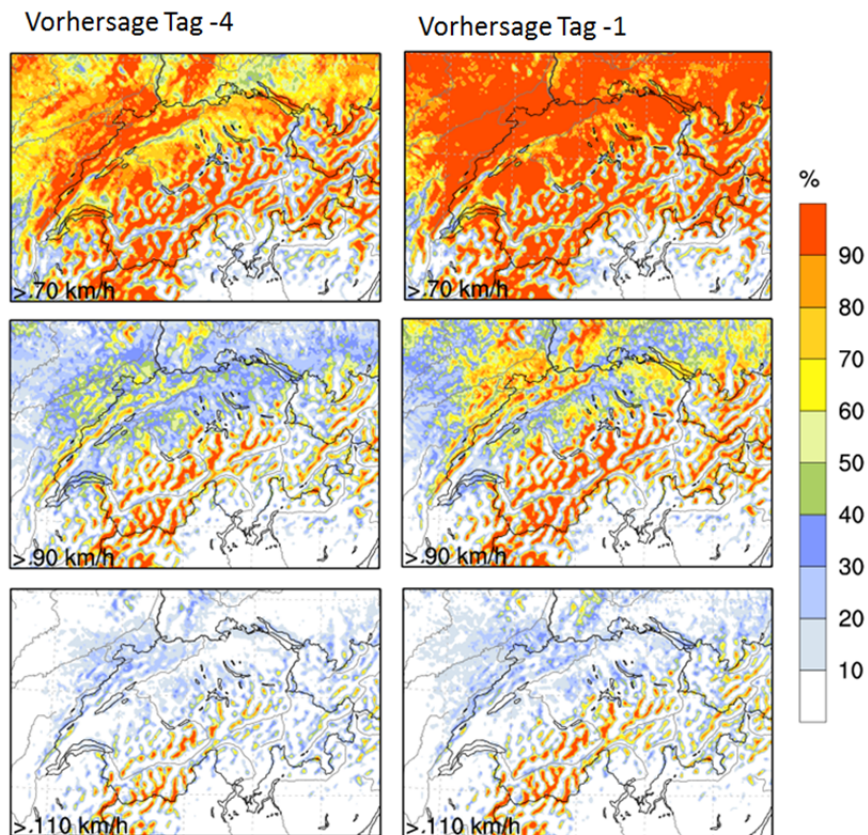 Vorhersage Tag -4
Vorhersage Tag -1
%
>.70 km/h
>.70 km/h
90
80
70
60
50
40
30
20
10
>.90 km/h
>.90 km/h
>.110 km/h
>.110 km/h